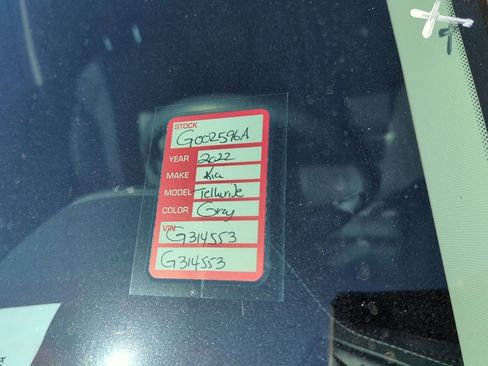 STOCK
G002596A
YEAR 2022
MAKE Kia
MODEL Telluride
COLOR Gray
VIN
G314553
G314553